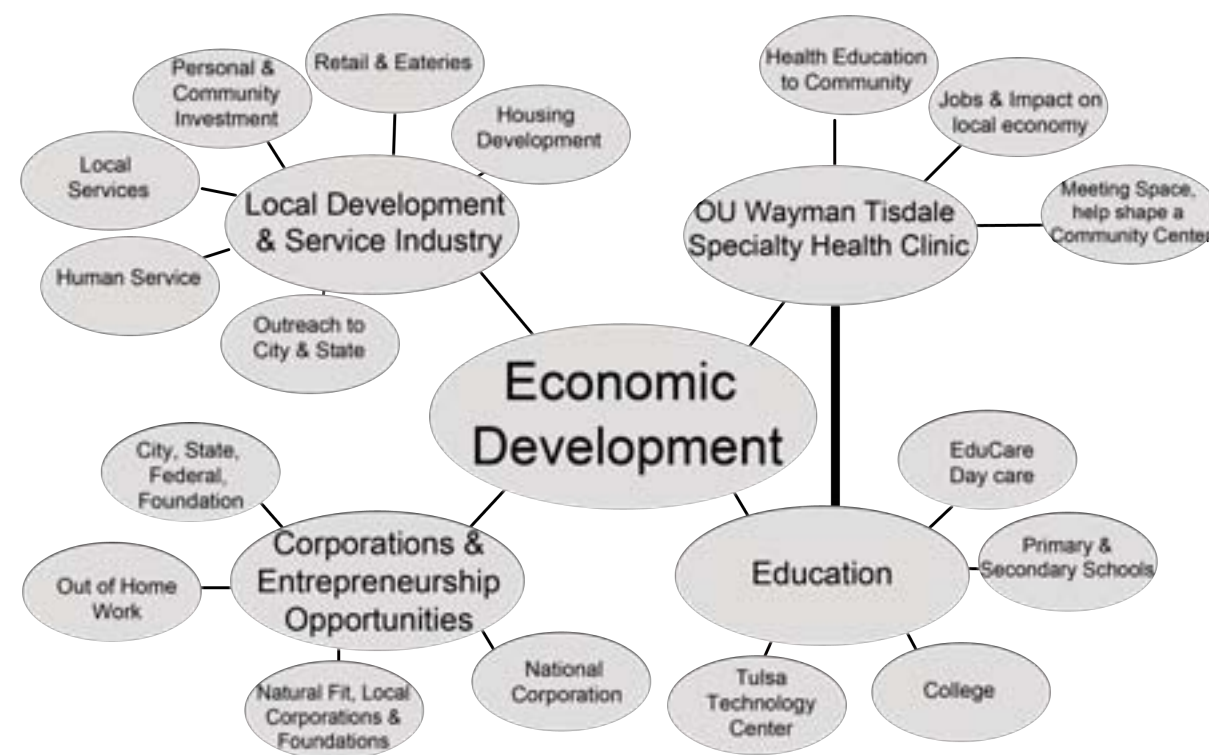 Retail & Eateries
Personal &
Community
Investment
Housing
Development
Local
Services
Local Development
& Service Industry
Human Service
Outreach to
City & State
Health Education
to Community
Jobs & Impact on
local economy
Meeting Space,
help shape a
Community Center
OU Wayman Tisdale
Specialty Health Clinic
Economic
Development
City, State,
Federal,
Foundation
Corporations &
Entrepreneurship
Opportunities
Out of Home
Work
Natural Fit, Local
Corporations &
Foundations
National
Corporation
EduCare
Day care
Education
Primary &
Secondary Schools
Tulsa
Technology
Center
College